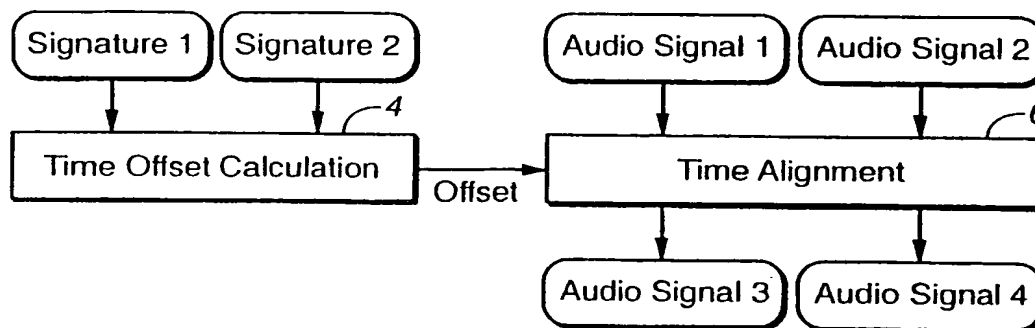 Signature 1
Signature 2
Audio Signal 1
Audio Signal 2
4
6
Time Offset Calculation
Offset
Time Alignment
Audio Signal 3
Audio Signal 4